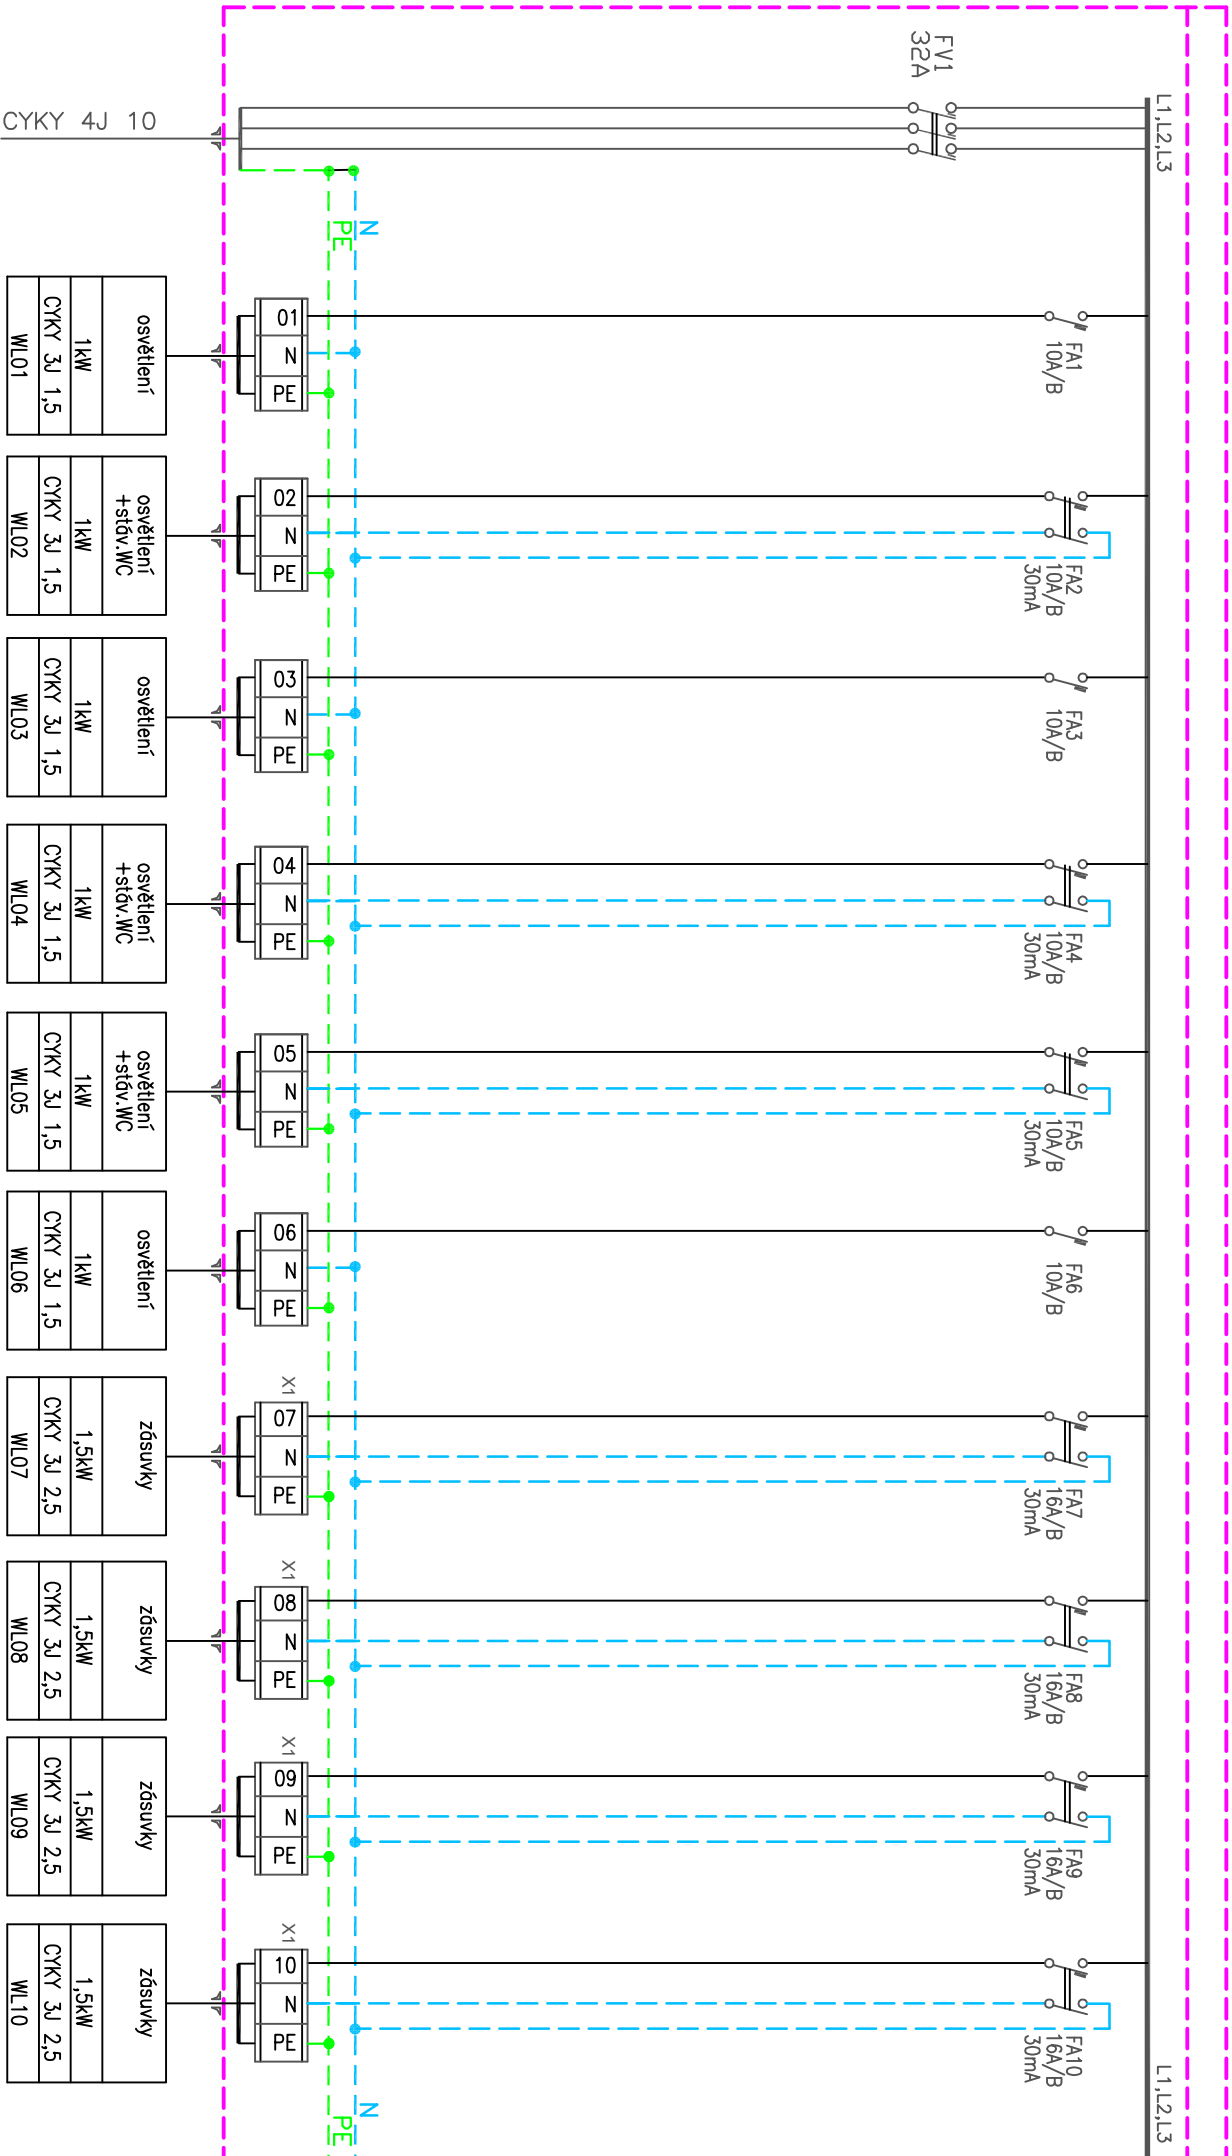 L1,L2,L3
FV1
32A
CYKY 4J 10
N
PE
FA1
10A/B
01
N
PE
osvětlení
1kW
CYKY 3J 1,5
WL01
FA2
10A/B
30mA
02
N
PE
osvětlení
+stáv.WC
1kW
CYKY 3J 1,5
WL02
FA3
10A/B
03
N
PE
osvětlení
1kW
CYKY 3J 1,5
WL03
FA4
10A/B
30mA
04
N
PE
osvětlení
+stáv.WC
1kW
CYKY 3J 1,5
WL04
FA5
10A/B
30mA
05
N
PE
osvětlení
+stáv.WC
1kW
CYKY 3J 1,5
WL05
FA6
10A/B
06
N
PE
osvětlení
1kW
CYKY 3J 1,5
WL06
FA7
16A/B
30mA
X1
07
N
PE
zásuvky
1,5kW
CYKY 3J 2,5
WL07
FA8
16A/B
30mA
X1
08
N
PE
zásuvky
1,5kW
CYKY 3J 2,5
WL08
FA9
16A/B
30mA
X1
09
N
PE
zásuvky
1,5kW
CYKY 3J 2,5
WL09
FA10
16A/B
30mA
X1
10
N
PE
zásuvky
1,5kW
CYKY 3J 2,5
WL10
L1,L2,L3
N
PE